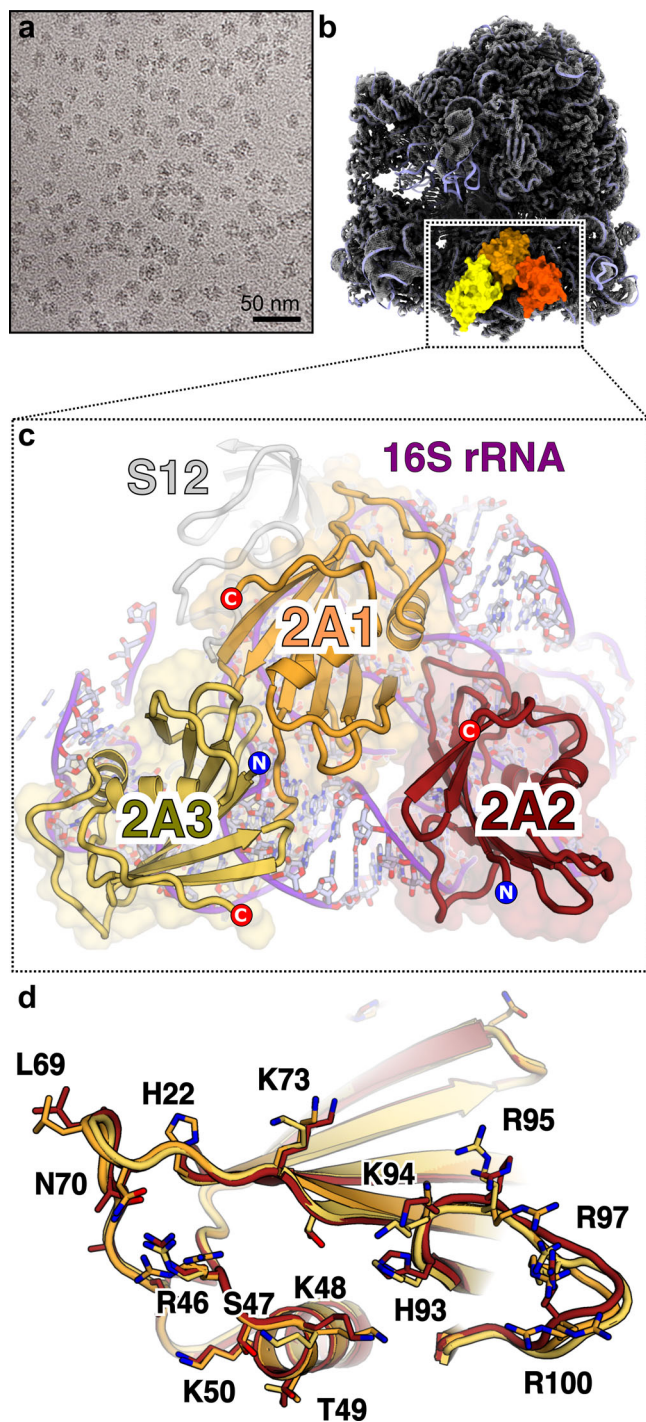 a
b
50 nm
c
S12
16S rRNA
C
2A1
C
N
2A3
2A2
N
C
d
L69
H22
K73
R95
N70
K94
R97
R46
S47
K48
H93
K50
T49
R100